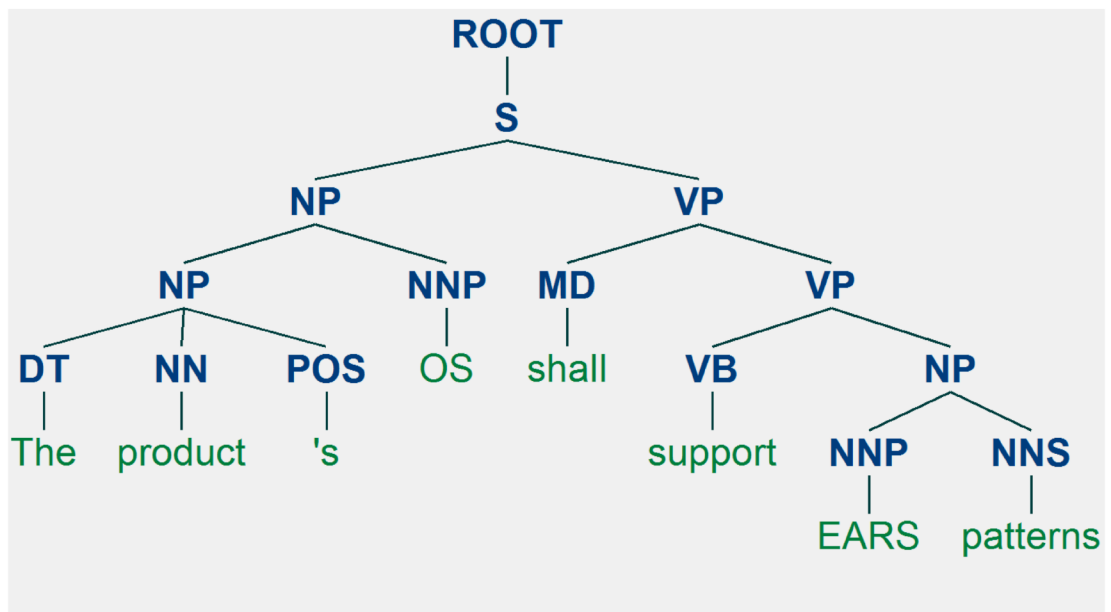 ROOT
S
NP VP
NP NNP MD VP
DT NN POS OS shall VB NP
The product 's support NNP NNS
EARS patterns